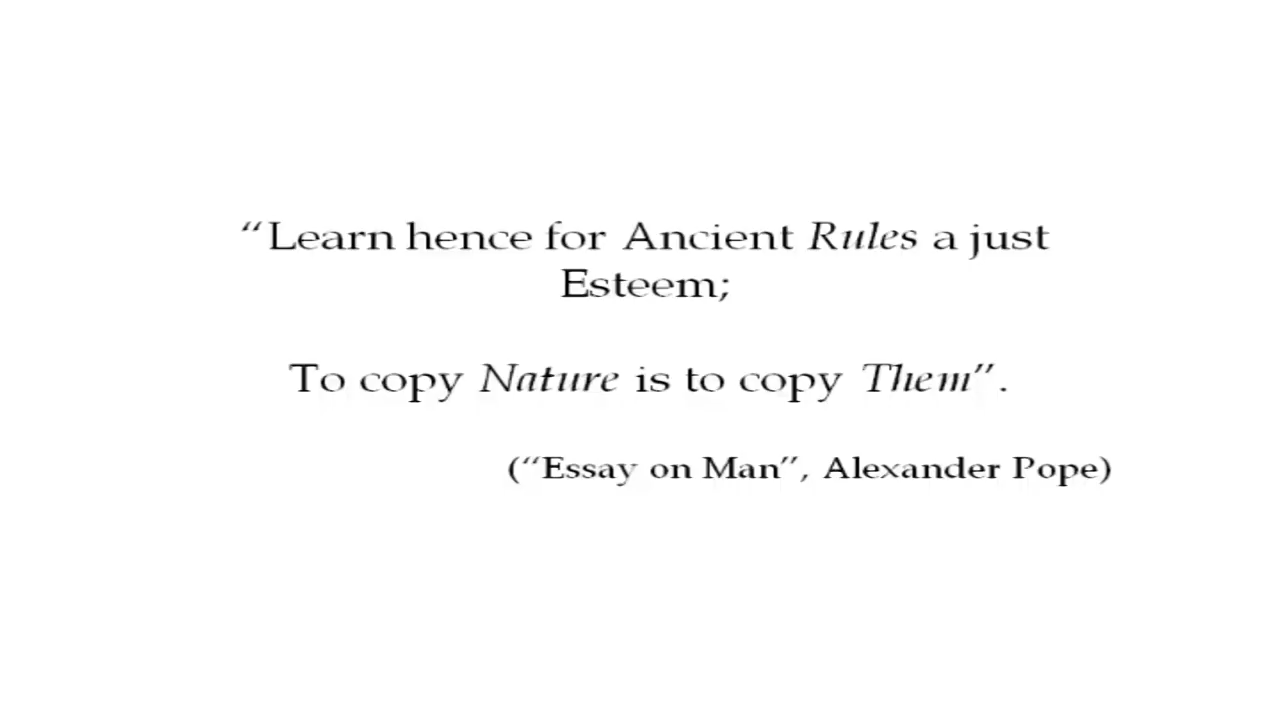 “Learn hence for Ancient Rules a just
Esteem;
To copy Nature is to copy Them”.
(“Essay on Man”, Alexander Pope)